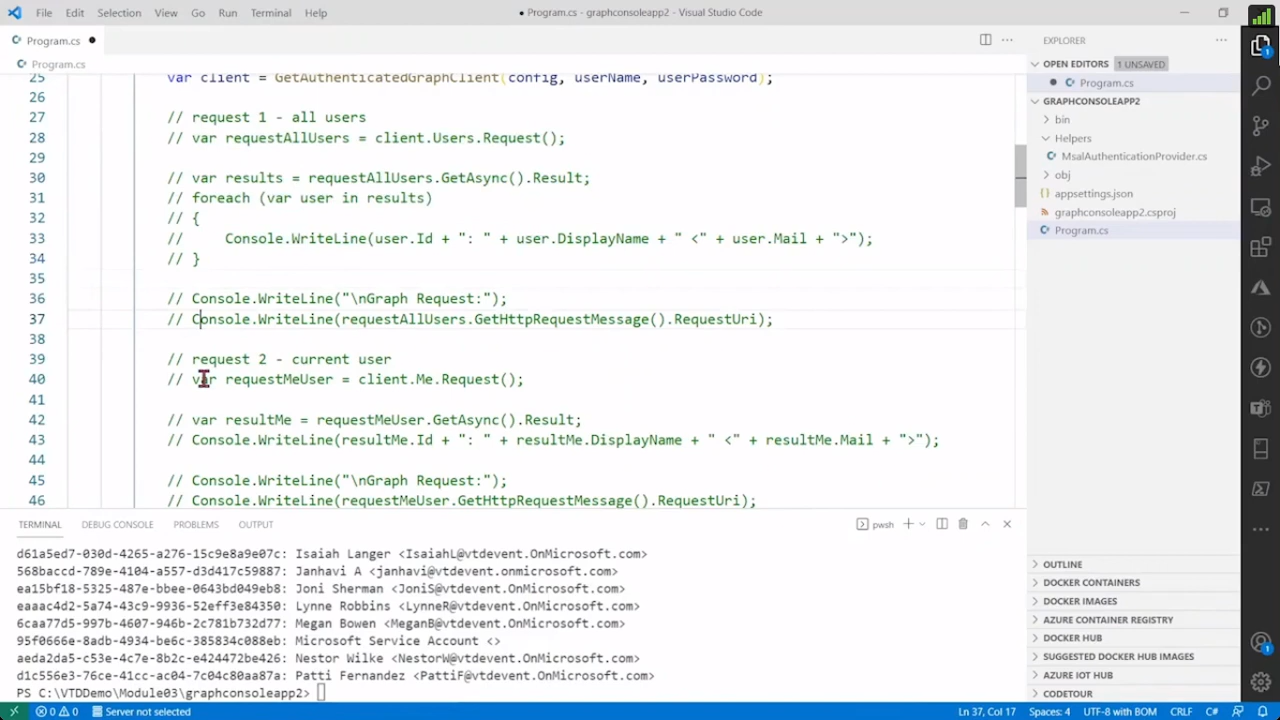 File Edit Selection View Go Run Terminal Help
● Program.cs - graphconsoleapp2 - Visual Studio Code
Program.cs ●
Program.cs
25 var client = GetAuthenticatedGraphClient(config, userName, userPassword);
26
27 // request 1 - all users
28 // var requestAllUsers = client.Users.Request();
29
30 // var results = requestAllUsers.GetAsync().Result;
31 // foreach (var user in results)
32 // {
33 //     Console.WriteLine(user.Id + ": " + user.DisplayName + " <" + user.Mail + ">");
34 // }
35
36 // Console.WriteLine("\nGraph Request:");
37 // Console.WriteLine(requestAllUsers.GetHttpRequestMessage().RequestUri);
38
39 // request 2 - current user
40 // var requestMeUser = client.Me.Request();
41
42 // var resultMe = requestMeUser.GetAsync().Result;
43 // Console.WriteLine(resultMe.Id + ": " + resultMe.DisplayName + " <" + resultMe.Mail + ">");
44
45 // Console.WriteLine("\nGraph Request:");
46 // Console.WriteLine(requestMeUser.GetHttpRequestMessage().RequestUri);
TERMINAL DEBUG CONSOLE PROBLEMS OUTPUT
pwsh
d61a5ed7-030d-4265-a276-15c9e8a9e07c: Isaiah Langer <IsaiahL@vtdevent.OnMicrosoft.com>
568baccd-789e-4104-a557-d3d417c59887: Janhavi A <janhavi@vtdevent.onmicrosoft.com>
ea15bf18-5325-487e-bbee-0643bd049eb8: Joni Sherman <JoniS@vtdevent.OnMicrosoft.com>
eaaac4d2-5a74-43c9-9936-52eff3e84350: Lynne Robbins <LynneR@vtdevent.OnMicrosoft.com>
6caa77d5-997b-4607-946b-2c781b732d77: Megan Bowen <MeganB@vtdevent.OnMicrosoft.com>
95f0666e-8adb-4934-be6c-385834c088eb: Microsoft Service Account <>
aeda2da5-c53e-4c7e-8b2c-e424472be426: Nestor Wilke <NestorW@vtdevent.OnMicrosoft.com>
d1c556e3-76ce-41cc-ac04-7c04c80aa87a: Patti Fernandez <PattiF@vtdevent.OnMicrosoft.com>
PS C:\VTDDemo\Module03\graphconsoleapp2>
EXPLORER
OPEN EDITORS 1 UNSAVED
● Program.cs
GRAPHCONSOLEAPP2
bin
Helpers
MsalAuthenticationProvider.cs
obj
appsettings.json
graphconsoleapp2.csproj
Program.cs
OUTLINE
DOCKER CONTAINERS
DOCKER IMAGES
AZURE CONTAINER REGISTRY
DOCKER HUB
SUGGESTED DOCKER HUB IMAGES
AZURE IOT HUB
CODETOUR
1
1
0 0 Server not selected
Ln 37, Col 17 Spaces: 4 UTF-8 with BOM CRLF C#